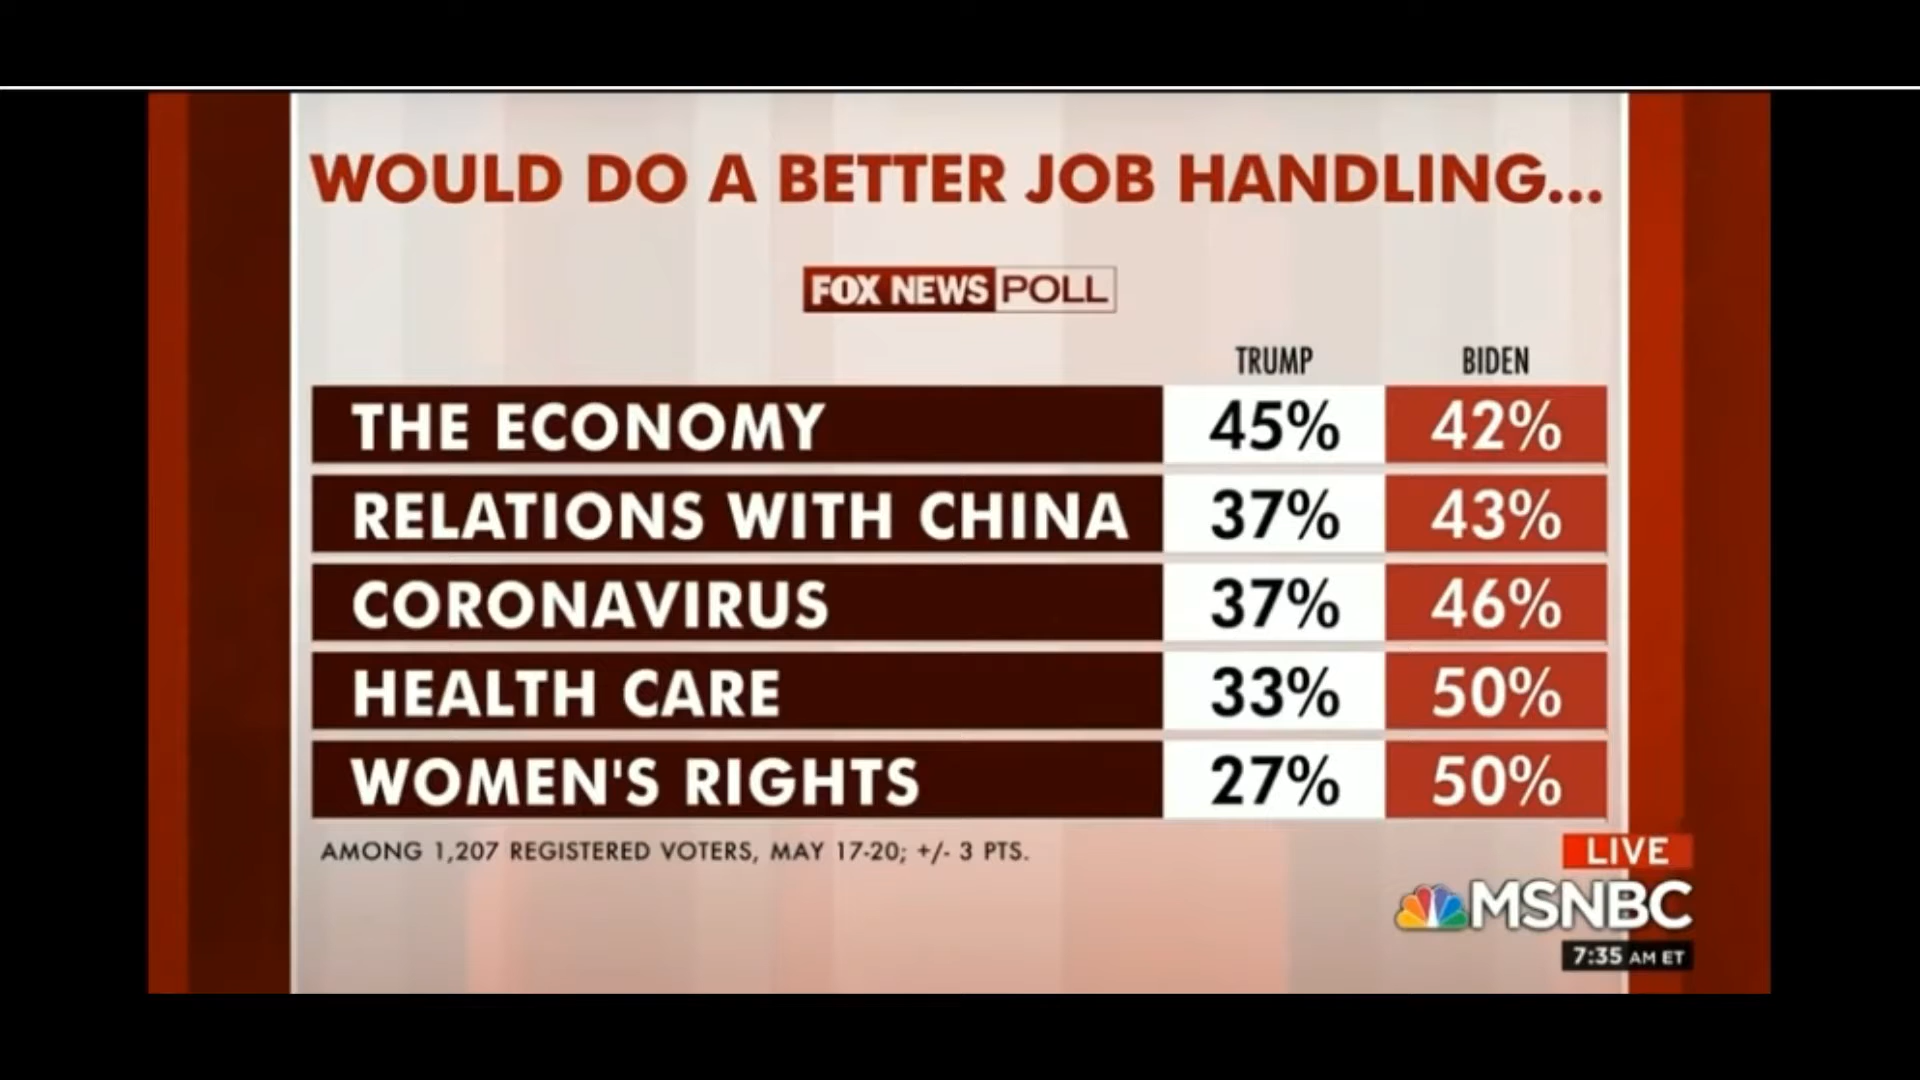 WOULD DO A BETTER JOB HANDLING...
FOX NEWS POLL
TRUMP BIDEN
THE ECONOMY 45% 42%
RELATIONS WITH CHINA 37% 43%
CORONAVIRUS 37% 46%
HEALTH CARE 33% 50%
WOMEN'S RIGHTS 27% 50%
AMONG 1,207 REGISTERED VOTERS, MAY 17-20; +/- 3 PTS.
LIVE
MSNBC
7:35 AM ET